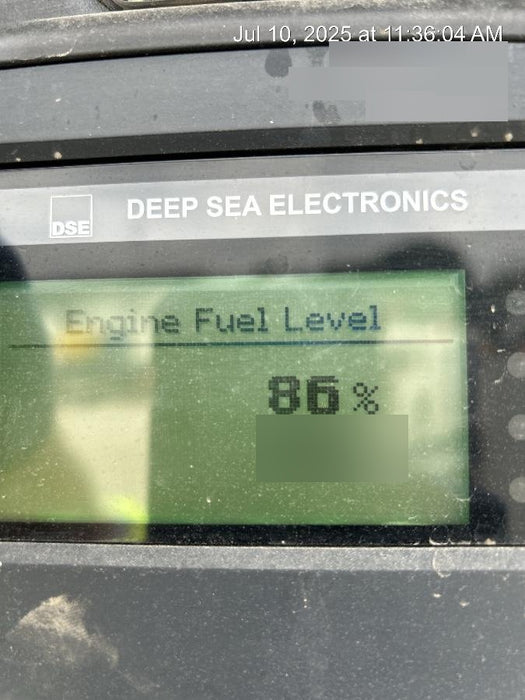 Jul 10, 2025 at 11:36:04 AM
DSE
DEEP SEA ELECTRONICS
Engine Fuel Level
86 %